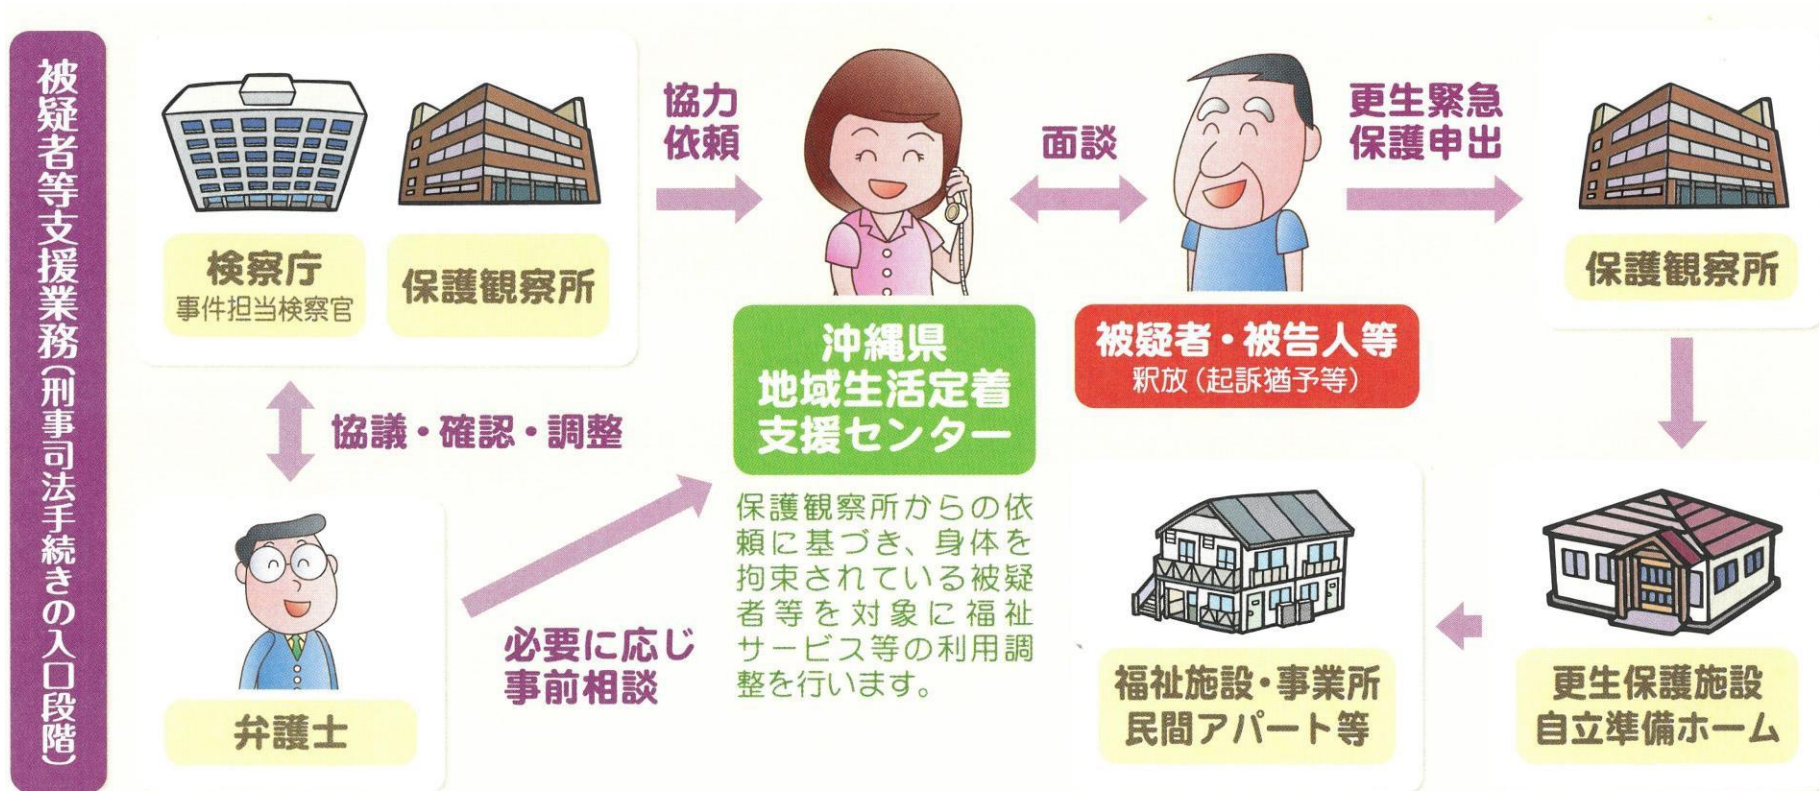 被疑者等支援業務(刑事司法手続きの入口段階)
検察庁
事件担当検察官
保護観察所
協力
依頼
面談
更生緊急
保護申出
保護観察所
沖縄県
地域生活定着
支援センター
被疑者・被告人等
釈放(起訴猶予等)
協議・確認・調整
保護観察所からの依
頼に基づき、身体を
拘束されている被疑
者等を対象に福祉
サービス等の利用調
整を行います。
必要に応じ
事前相談
弁護士
福祉施設・事業所
民間アパート等
更生保護施設
自立準備ホーム